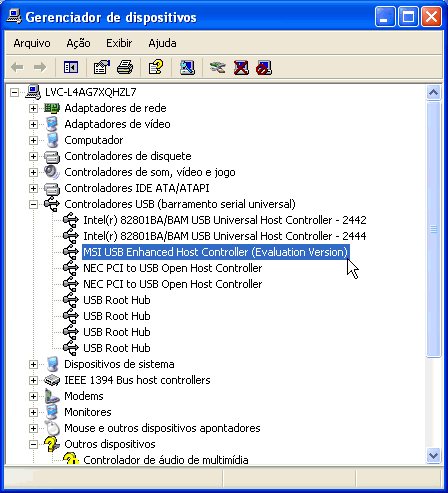 Gerenciador de dispositivos
Arquivo Ação Exibir Ajuda
LVC-L4AG7XQHZL7
Adaptadores de rede
Adaptadores de vídeo
Computador
Controladores de disquete
Controladores de som, vídeo e jogo
Controladores IDE ATA/ATAPI
Controladores USB (barramento serial universal)
Intel(r) 82801BA/BAM USB Universal Host Controller - 2442
Intel(r) 82801BA/BAM USB Universal Host Controller - 2444
MSI USB Enhanced Host Controller (Evaluation Version)
NEC PCI to USB Open Host Controller
NEC PCI to USB Open Host Controller
USB Root Hub
USB Root Hub
USB Root Hub
USB Root Hub
Dispositivos de sistema
IEEE 1394 Bus host controllers
Modems
Monitores
Mouse e outros dispositivos apontadores
Outros dispositivos
Controlador de áudio de multimídia